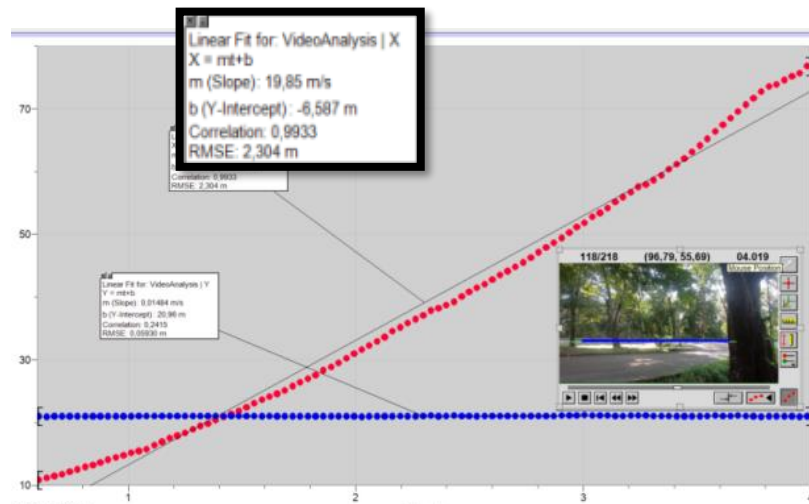 Linear Fit for: VideoAnalysis | X
X = mt+b
m (Slope): 19,85 m/s
b (Y-Intercept): -6,587 m
Correlation: 0,9933
RMSE: 2,304 m
70
Correlation: 0,9933
RMSE: 2,304 m
50
118/218 (96,79, 55,69) 04.019
Mouse Position
Linear Fit for: VideoAnalysis | Y
Y = mt+b
m (Slope): 0,01484 m/s
b (Y-Intercept): 20,96 m
Correlation: 0,2415
RMSE: 0,05930 m
30
10
1 2 3